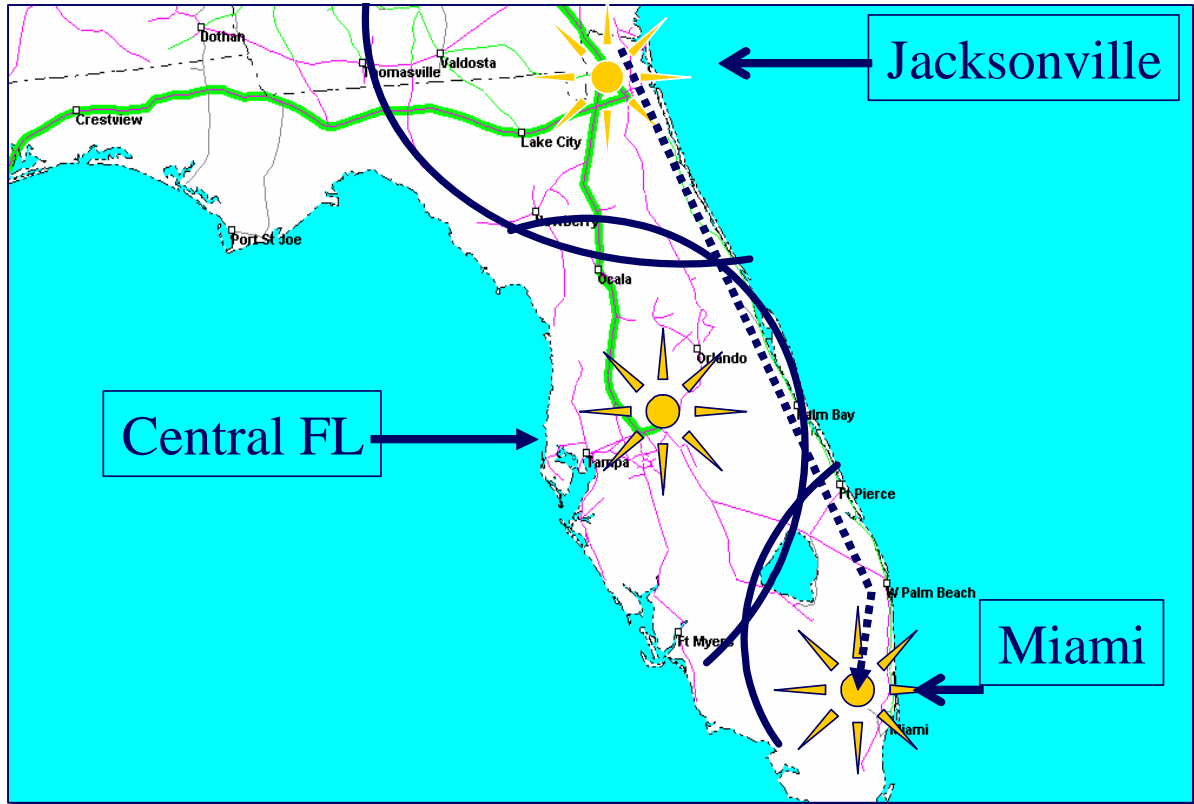 Dothan
Jacksonville
Valdosta
Thomasville
Crestview
Lake City
Newberry
Port St Joe
Ocala
Orlando
Palm Bay
Central FL
Tampa
Ft Pierce
W Palm Beach
Ft Myers
Miami
Miami